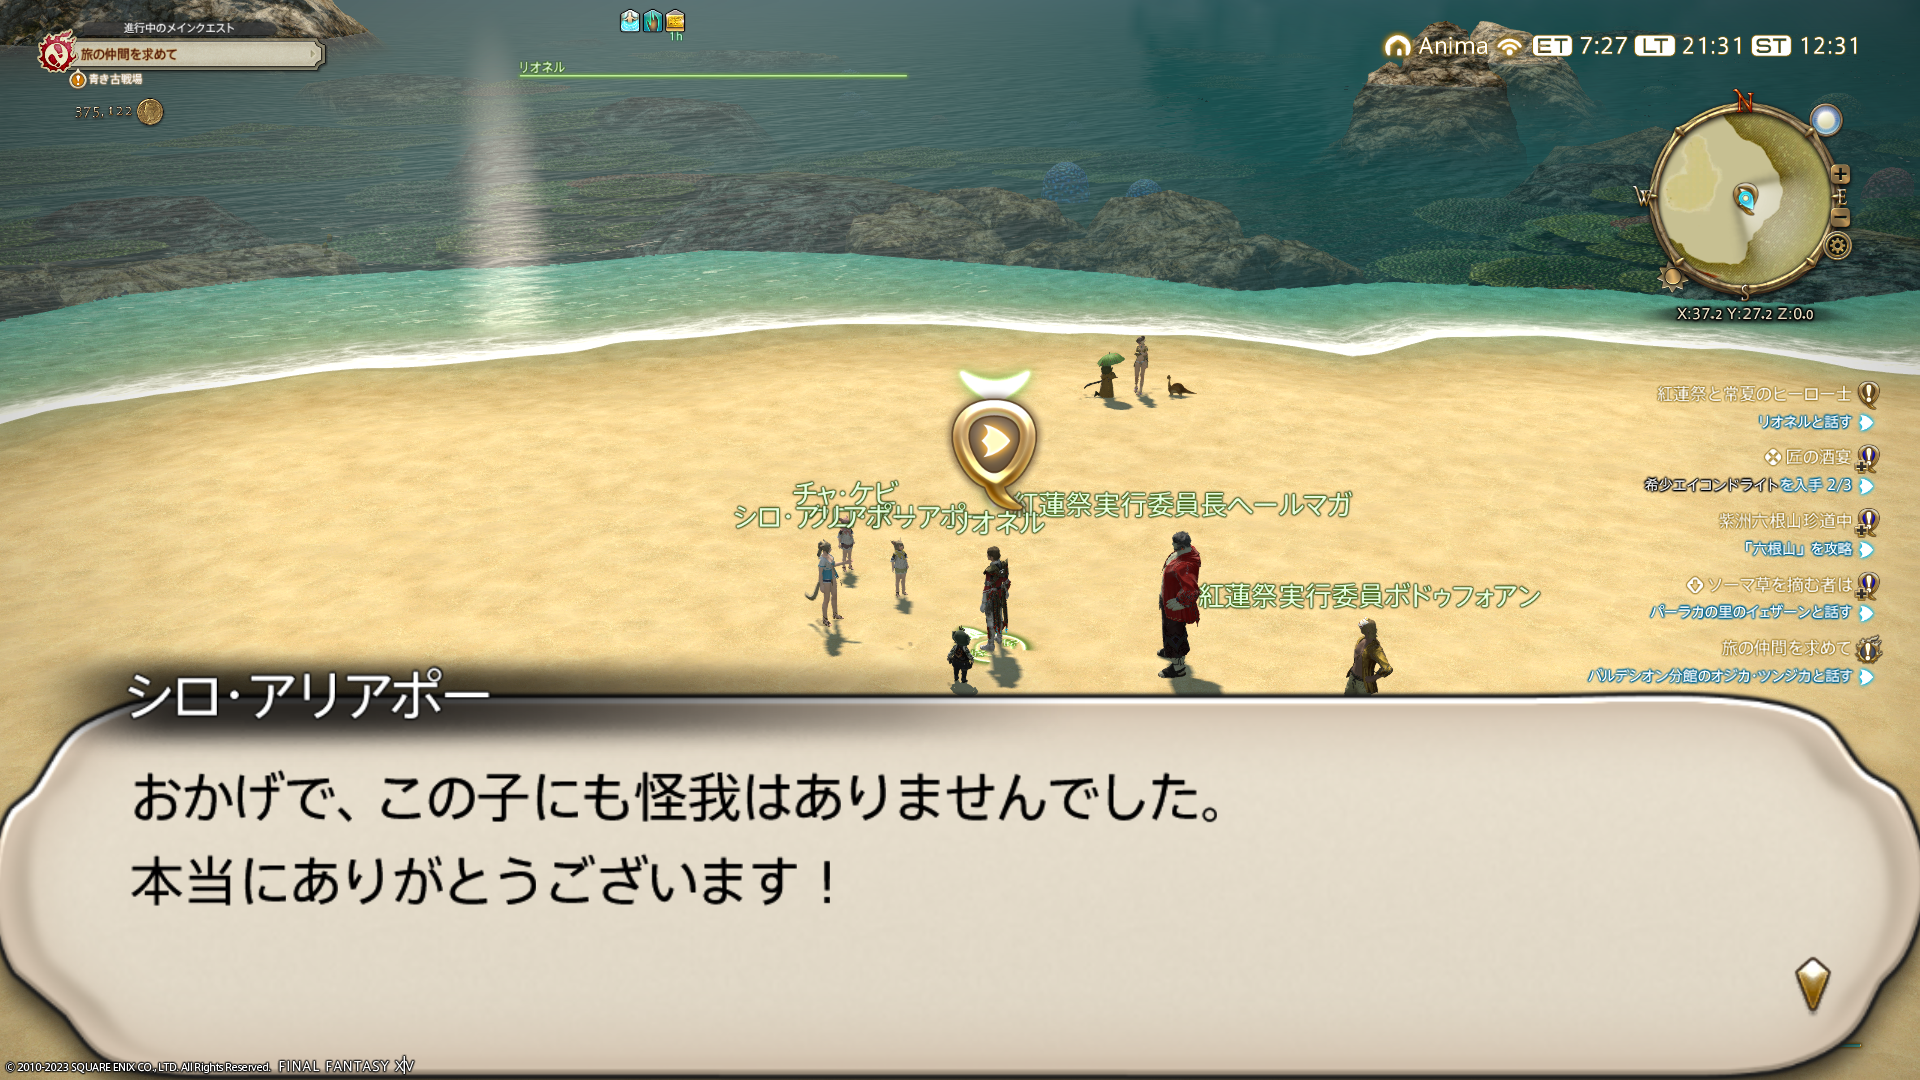 進行中のメインクエスト
旅の仲間を求めて
青き古戦場
375,122
1h
リオネル
Anima ET 7:27 LT 21:31 ST 12:31
N
W
E
S
X:37.2 Y:27.2 Z:0.0
紅蓮祭と常夏のヒーロー士
リオネルと話す
匠の酒宴
希少エイコンドライトを入手 2/3
紫洲六根山珍道中
「六根山」を攻略
ソーマ草を摘む者は
パーラカの里のイェザーンと話す
旅の仲間を求めて
バルデシオン分館のオジカ・ツンジカと話す
チャ・ケビ
シロ・アリアポー
リオネル
紅蓮祭実行委員長ヘールマガ
紅蓮祭実行委員ボドゥフォアン
シロ・アリアポー
おかげで、この子にも怪我はありませんでした。
本当にありがとうございます！
© 2010-2023 SQUARE ENIX CO., LTD. All Rights Reserved. FINAL FANTASY XIV